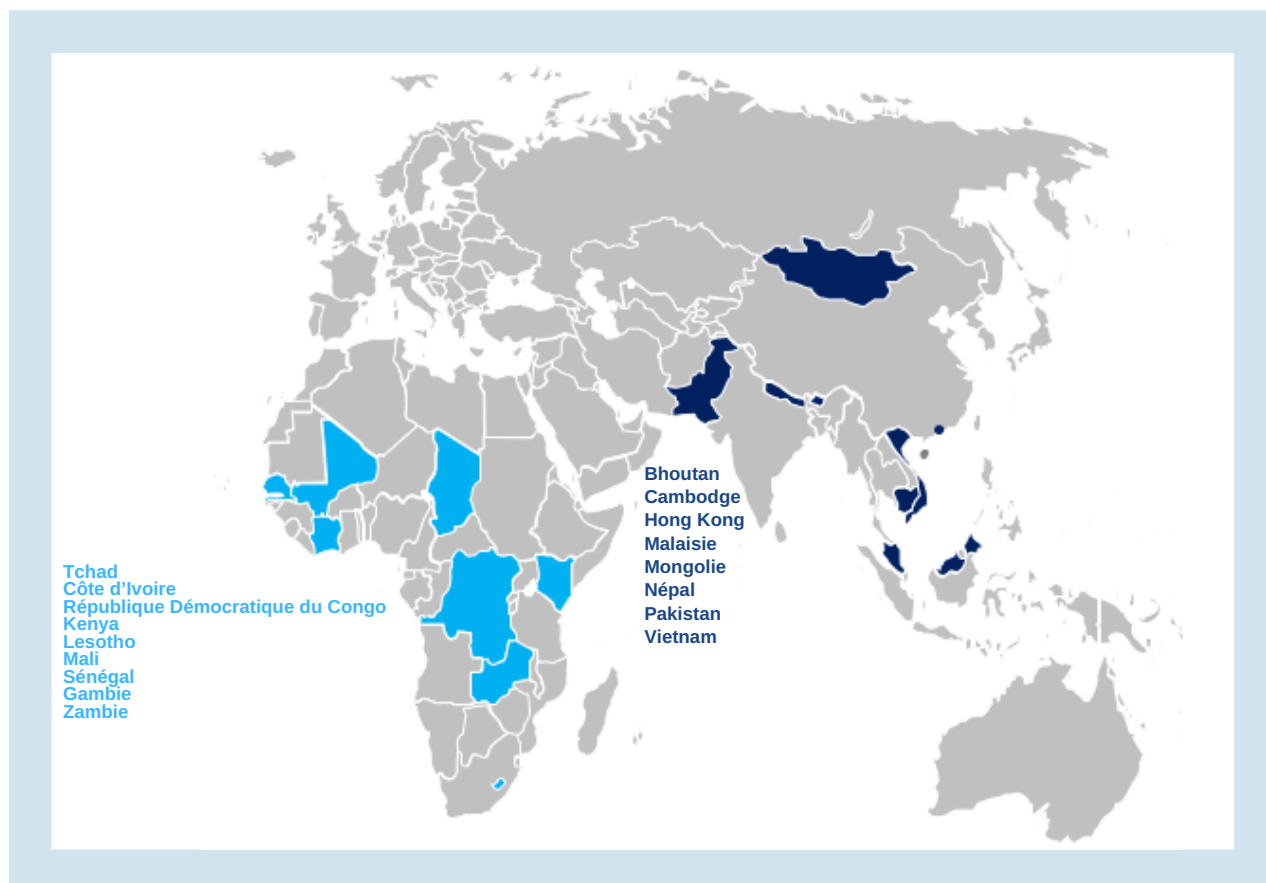 Tchad
Côte d'Ivoire
République Démocratique du Congo
Kenya
Lesotho
Mali
Sénégal
Gambie
Zambie
Bhoutan
Cambodge
Hong Kong
Malaisie
Mongolie
Népal
Pakistan
Vietnam